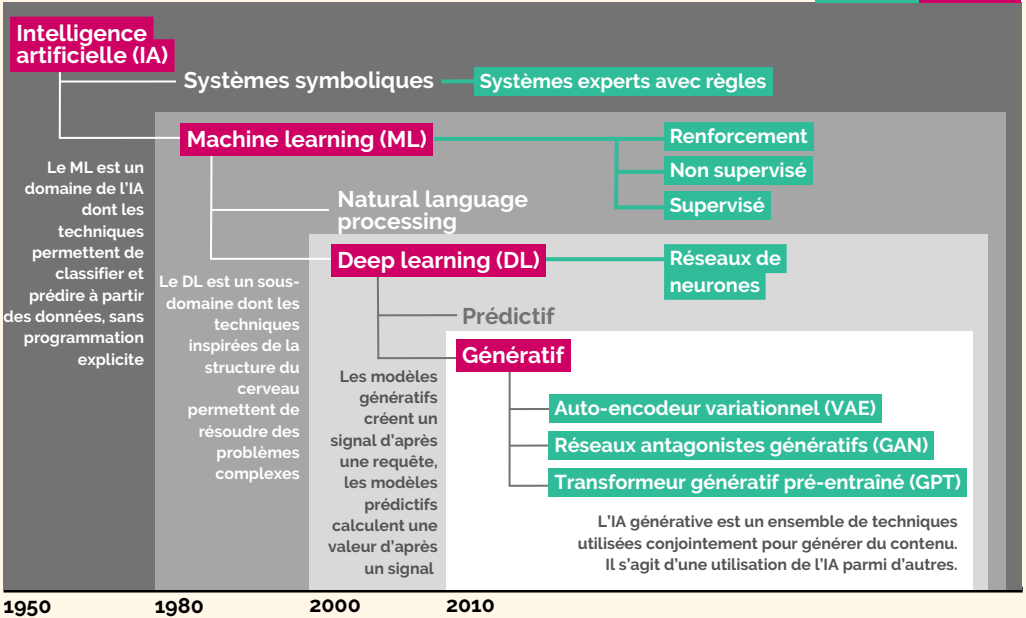 Intelligence
artificielle (IA)
Systèmes symboliques
Systèmes experts avec règles
Machine learning (ML)
Renforcement
Non supervisé
Supervisé
Le ML est un
domaine de l'IA
dont les
techniques
permettent de
classifier et
prédire à partir
des données, sans
programmation
explicite
Natural language
processing
Deep learning (DL)
Réseaux de
neurones
Le DL est un sous-
domaine dont les
techniques
inspirées de la
structure du
cerveau
permettent de
résoudre des
problèmes
complexes
Prédictif
Génératif
Les modèles
génératifs
créent un
signal d'après
une requête,
les modèles
prédictifs
calculent une
valeur d'après
un signal
Auto-encodeur variationnel (VAE)
Réseaux antagonistes génératifs (GAN)
Transformeur génératif pré-entraîné (GPT)
L'IA générative est un ensemble de techniques
utilisées conjointement pour générer du contenu.
Il s'agit d'une utilisation de l'IA parmi d'autres.
1950
1980
2000
2010